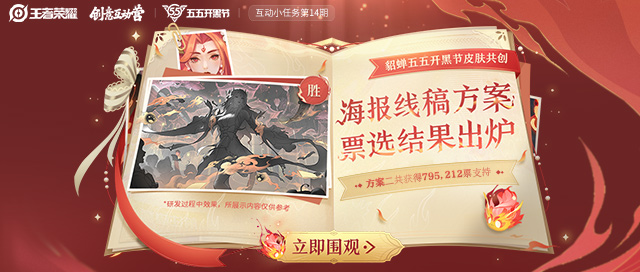 王者荣耀 创意互动营 五五开黑节 互动小任务第14期
胜
*研发过程中效果，所展示内容仅供参考
貂蝉五五开黑节皮肤共创
海报线稿方案
票选结果出炉
方案二共获得795,212票支持
立即围观